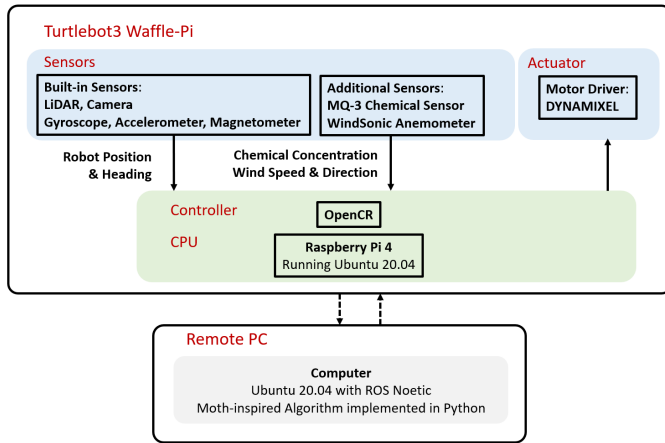 Turtlebot3 Waffle-Pi
Sensors
Built-in Sensors:
LiDAR, Camera
Gyroscope, Accelerometer, Magnetometer
Additional Sensors:
MQ-3 Chemical Sensor
WindSonic Anemometer
Actuator
Motor Driver:
DYNAMIXEL
Robot Position
& Heading
Chemical Concentration
Wind Speed & Direction
Controller
OpenCR
CPU
Raspberry Pi 4
Running Ubuntu 20.04
Remote PC
Computer
Ubuntu 20.04 with ROS Noetic
Moth-inspired Algorithm implemented in Python